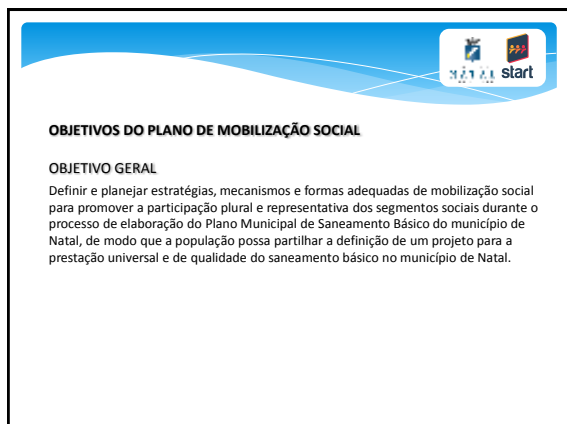 NATAL start
OBJETIVOS DO PLANO DE MOBILIZAÇÃO SOCIAL
OBJETIVO GERAL
Definir e planejar estratégias, mecanismos e formas adequadas de mobilização social
para promover a participação plural e representativa dos segmentos sociais durante o
processo de elaboração do Plano Municipal de Saneamento Básico do município de
Natal, de modo que a população possa partilhar a definição de um projeto para a
prestação universal e de qualidade do saneamento básico no município de Natal.